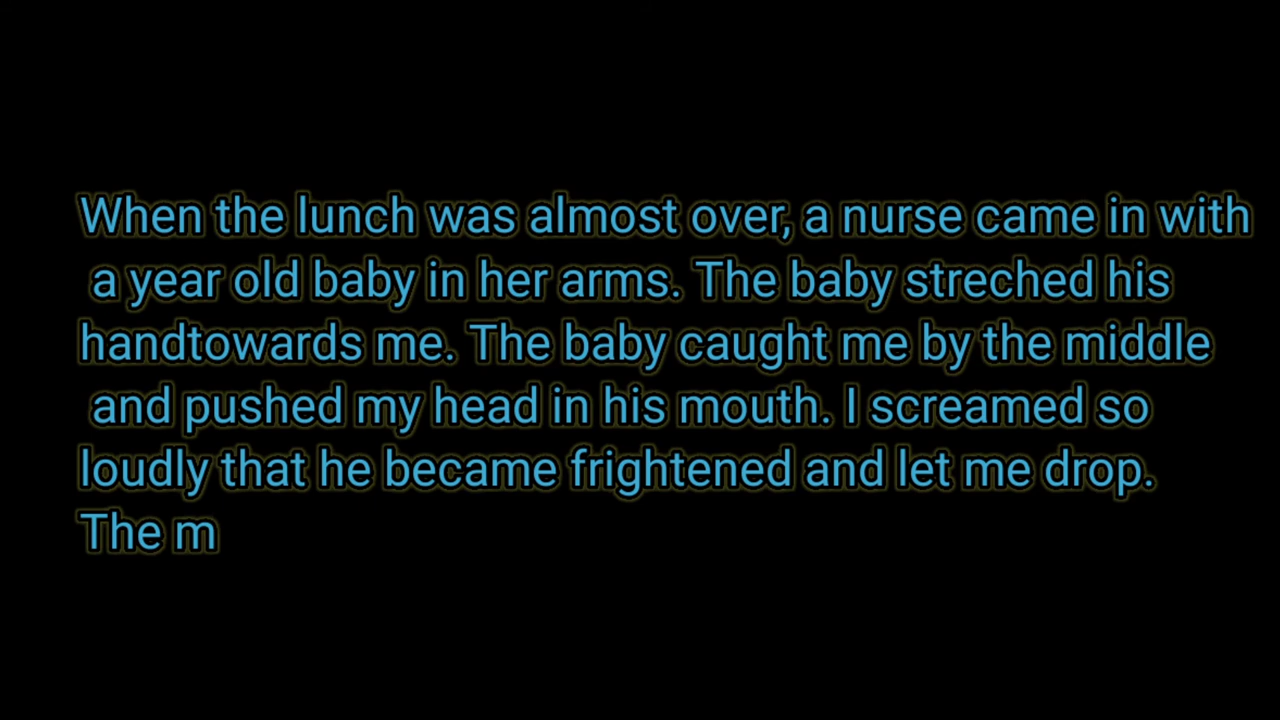 When the lunch was almost over, a nurse came in with
a year old baby in her arms. The baby streched his
handtowards me. The baby caught me by the middle
and pushed my head in his mouth. I screamed so
loudly that he became frightened and let me drop.
The m